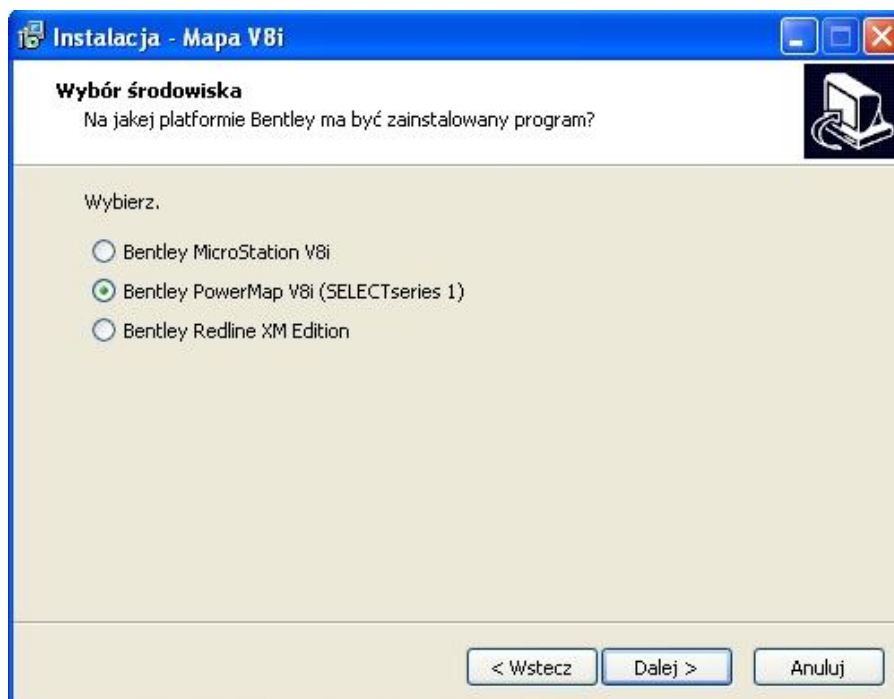 Instalacja - Mapa V8i
Wybór środowiska
Na jakej platformie Bentley ma być zainstalowany program?
Wybierz.
Bentley MicroStation V8i
Bentley PowerMap V8i (SELECTseries 1)
Bentley Redline XM Edition
< Wstecz Dalej > Anuluj